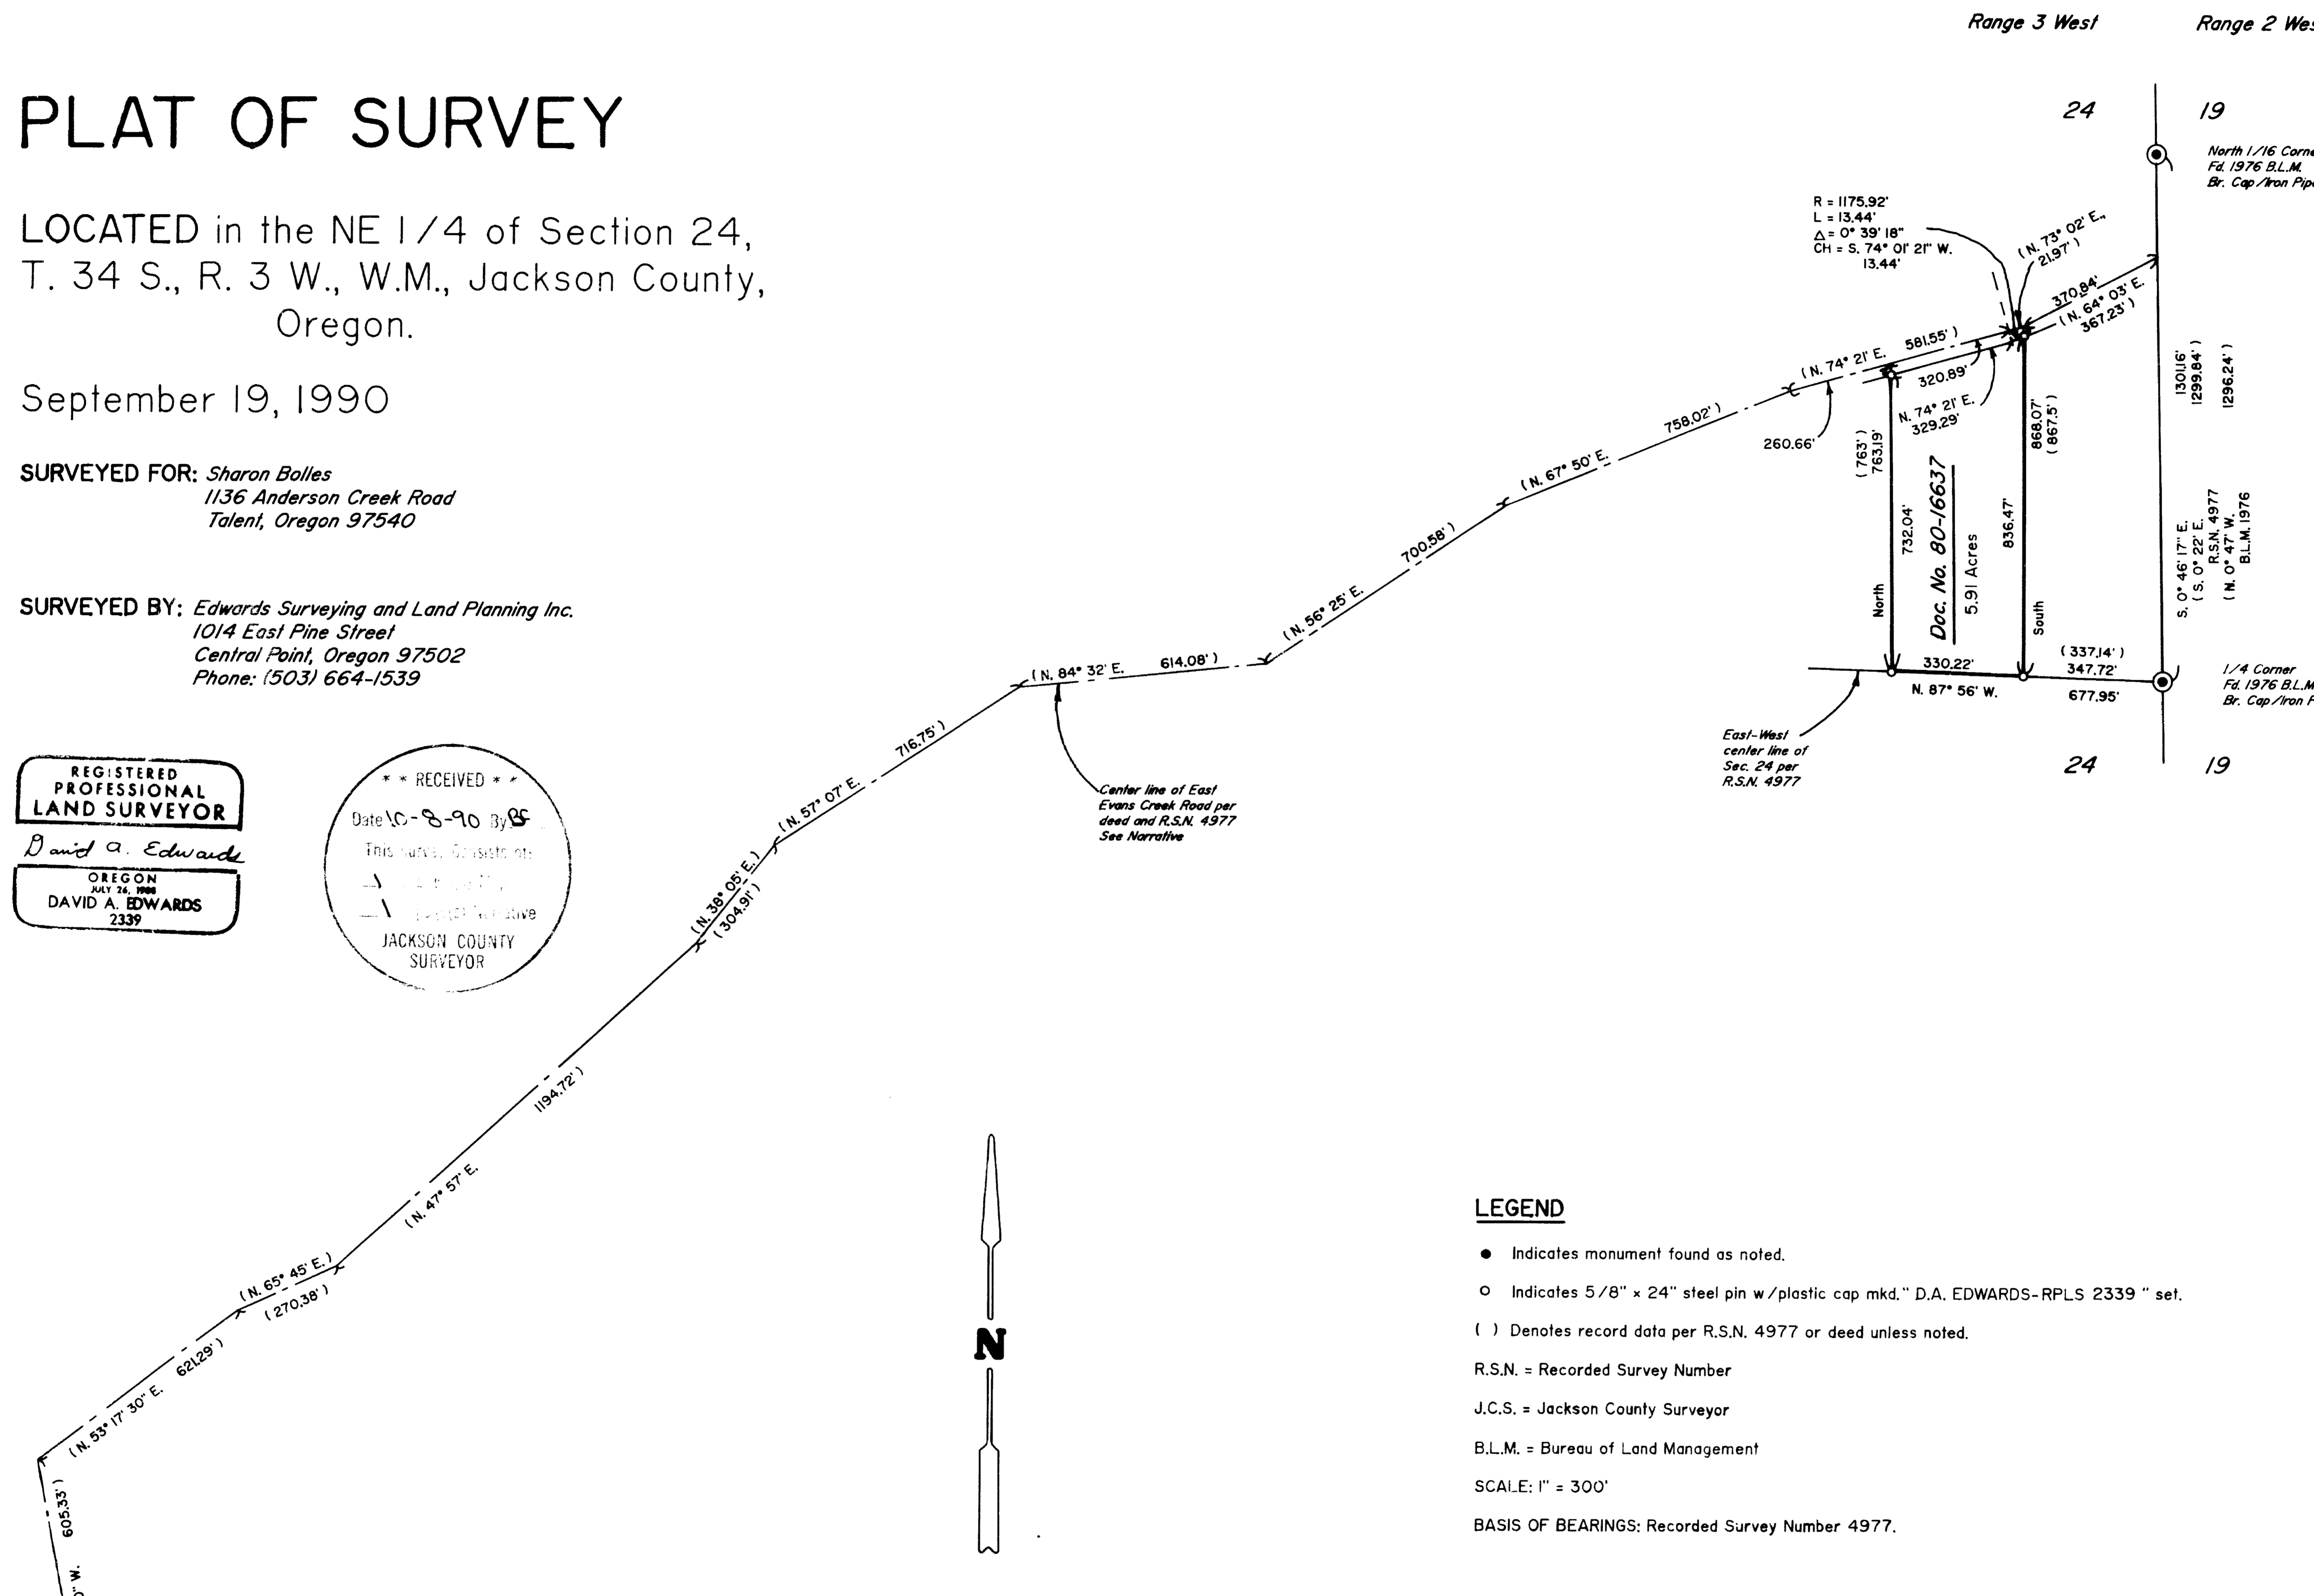 Range 3 West
Range 2 Wes
PLAT OF SURVEY
LOCATED in the NE 1/4 of Section 24,
T. 34 S., R. 3 W., W.M., Jackson County,
Oregon.
September 19, 1990
SURVEYED FOR: Sharon Bolles
1136 Anderson Creek Road
Talent, Oregon 97540
SURVEYED BY: Edwards Surveying and Land Planning Inc.
1014 East Pine Street
Central Point, Oregon 97502
Phone: (503) 664-1539
REGISTERED
PROFESSIONAL
LAND SURVEYOR
David A. Edwards
OREGON
JULY 26, 1988
DAVID A. EDWARDS
2339
* * RECEIVED * *
Date 10-8-90 By BF
This
JACKSON COUNTY
SURVEYOR
24
19
North 1/16 Corne
Fd. 1976 B.L.M.
Br. Cap/Iron Pipe
R = 1175.92'
L = 13.44'
Δ = 0° 39' 18"
CH = S. 74° 01' 21" W.
13.44'
( N. 73° 02' E.,
21.97' )
370.84'
( N. 64° 03' E.
367.23' )
( N. 74° 21' E. 581.55' )
320.89'
N. 74° 21' E.
329.29'
260.66'
( 763' )
763.19'
732.04'
North
Doc. No. 80-16637
5.91 Acres
836.47'
868.07'
( 867.5' )
South
1301.16'
1299.84' )
1296.24' )
S. 0° 46' 17" E.
( S. 0° 22' E.
R.S.N. 4977
( N. 0° 47' W.
B.L.M. 1976
330.22'
N. 87° 56' W.
( 337.14' )
347.72'
677.95'
1/4 Corner
Fd. 1976 B.L.M
Br. Cap/Iron P
East-West
center line of
Sec. 24 per
R.S.N. 4977
24
19
( N. 67° 50' E. 758.02' )
( N. 56° 25' E. 700.58' )
( N. 84° 32' E. 614.08' )
Center line of East
Evans Creek Road per
deed and R.S.N. 4977
See Narrative
( N. 57° 07' E. 716.75' )
( N. 38° 05' E. )
( 304.91' )
( N. 47° 57' E. 1194.72' )
( N. 65° 45' E. )
( 270.38' )
( N. 53° 17' 30" E. 621.29' )
" W. 605.33' )
N
LEGEND
● Indicates monument found as noted.
○ Indicates 5/8" x 24" steel pin w/plastic cap mkd." D.A. EDWARDS-RPLS 2339 " set.
( ) Denotes record data per R.S.N. 4977 or deed unless noted.
R.S.N. = Recorded Survey Number
J.C.S. = Jackson County Surveyor
B.L.M. = Bureau of Land Management
SCALE: 1" = 300'
BASIS OF BEARINGS: Recorded Survey Number 4977.